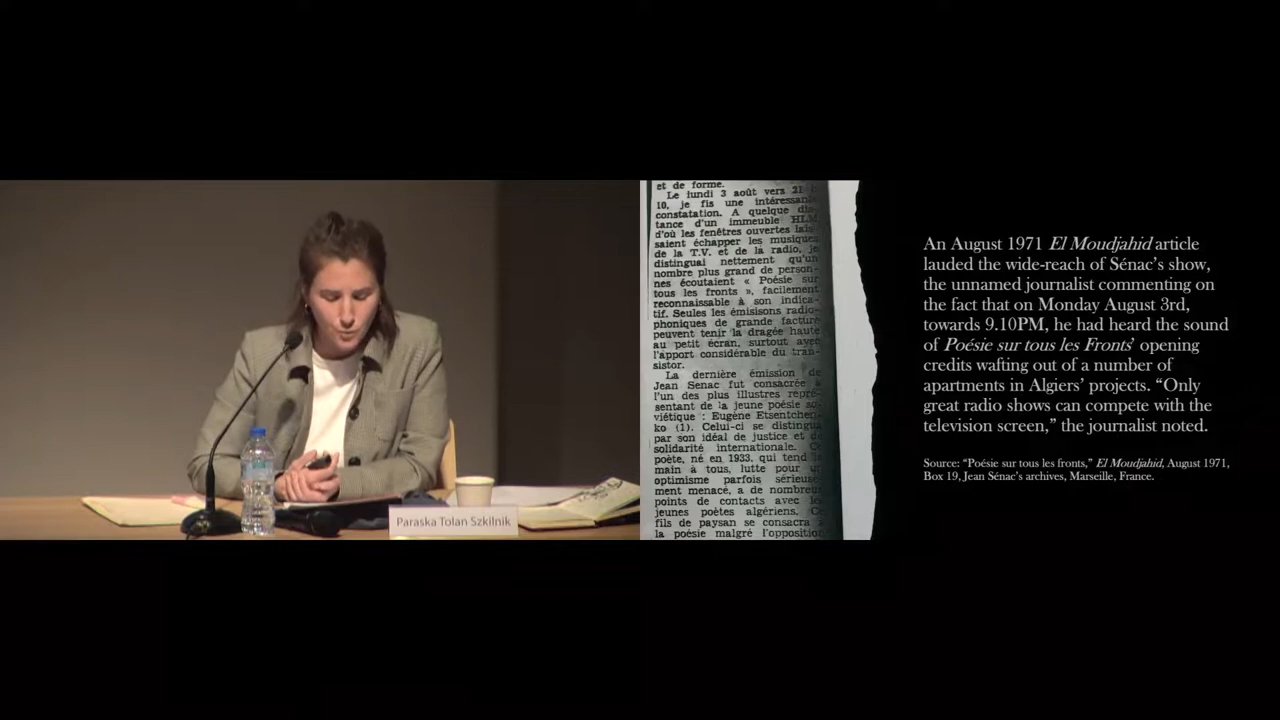 Paraska Tolan Szkilnik
et de forme.
Le lundi 3 août vers 21
10, je fis une intéressan
constatation. A quelque dis
tance d'un immeuble HLM
d'où les fenêtres ouvertes
saient échapper les musique
de la T.V. et de la radio, je
distinguai nettement qu'un
nombre plus grand de person-
nes écoutaient « Poésie sur
tous les fronts », facilement
reconnaissable à son indica-
tif. Seules les émisisons radio-
phoniques de grande facture
peuvent tenir la dragée haute
au petit écran, surtout avec
l'apport considérable du tran-
sistor.
La dernière émission de
Jean Senac fut consacrée à
l'un des plus illustres repré-
sentant de la jeune poésie so-
viétique : Eugène Etsentchen-
ko (1). Celui-ci se distingue
par son idéal de justice et de
solidarité internationale. Ce
poète, né en 1933, qui tend la
main à tous, lutte pour un
optimisme parfois sérieuse-
ment menacé, a de nombreux
points de contacts avec les
jeunes poètes algériens. Ce
fils de paysan se consacra à
la poésie malgré l'opposition
An August 1971 El Moudjahid article
lauded the wide-reach of Sénac's show,
the unnamed journalist commenting on
the fact that on Monday August 3rd,
towards 9.10PM, he had heard the sound
of Poésie sur tous les Fronts' opening
credits wafting out of a number of
apartments in Algiers' projects. “Only
great radio shows can compete with the
television screen,” the journalist noted.
Source: “Poésie sur tous les fronts,” El Moudjahid, August 1971,
Box 19, Jean Sénac's archives, Marseille, France.